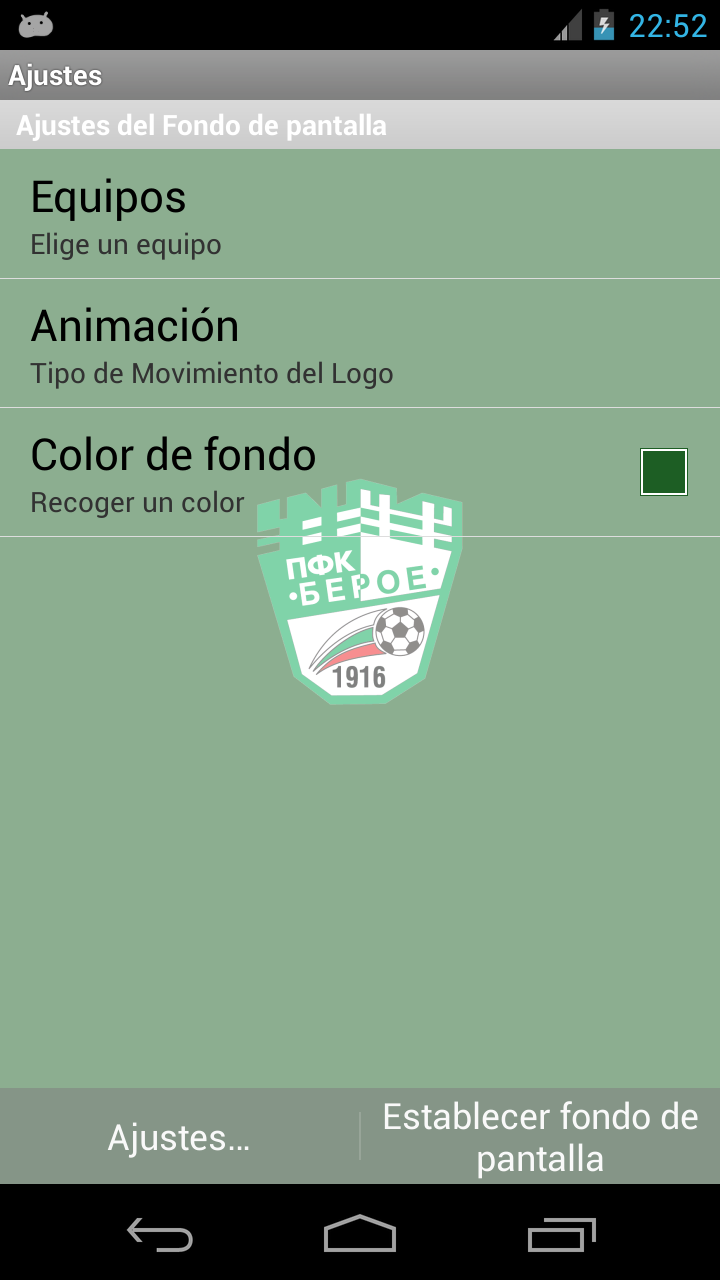 22:52
Ajustes
Ajustes del Fondo de pantalla
Equipos
Elige un equipo
Animación
Tipo de Movimiento del Logo
Color de fondo
Recoger un color
ПФК
·БЕРОЕ·
1916
Ajustes...
Establecer fondo de
pantalla